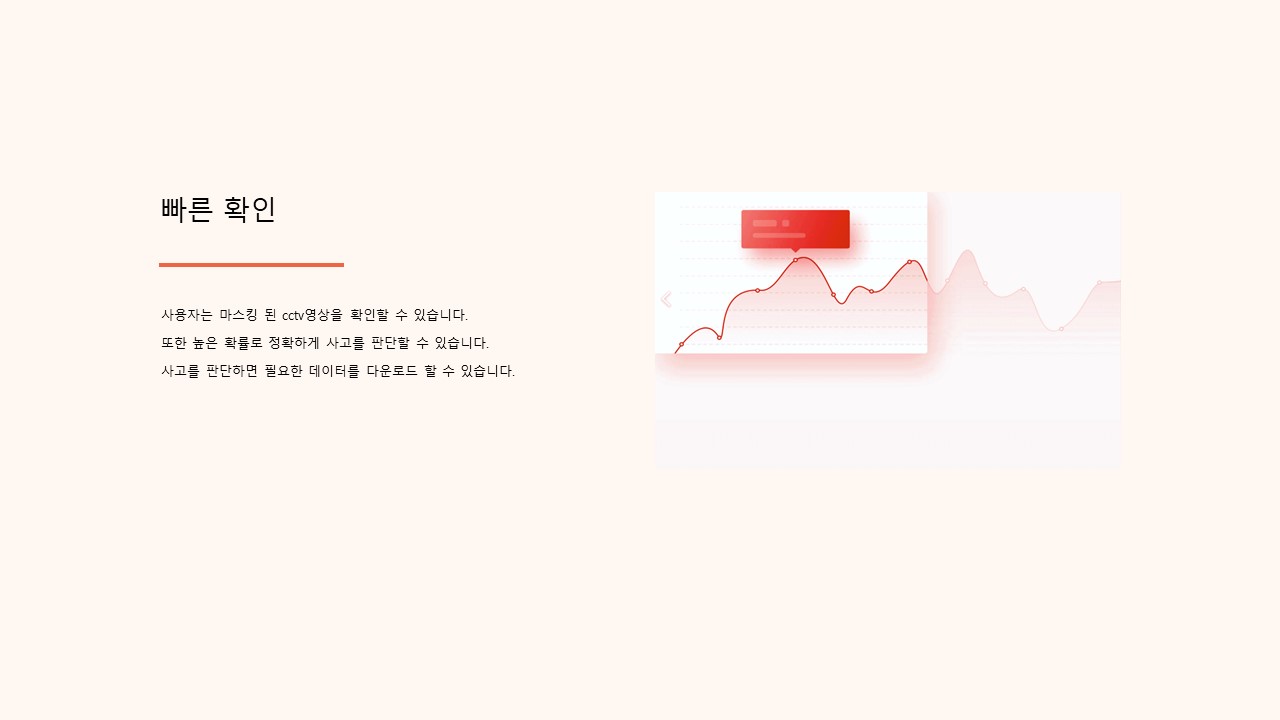 빠른 확인
사용자는 마스킹 된 cctv영상을 확인할 수 있습니다.
또한 높은 확률로 정확하게 사고를 판단할 수 있습니다.
사고를 판단하면 필요한 데이터를 다운로드 할 수 있습니다.